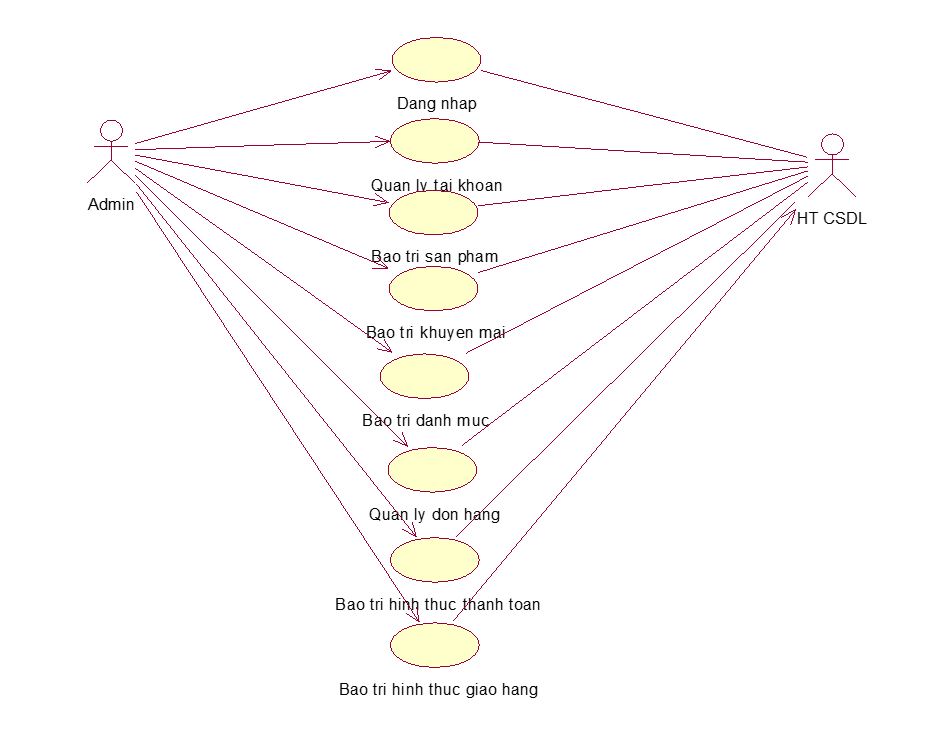 Dang nhap
Quan ly tai khoan
Admin
HT CSDL
Bao tri san pham
Bao tri khuyen mai
Bao tri danh muc
Quan ly don hang
Bao tri hinh thuc thanh toan
Bao tri hinh thuc giao hang